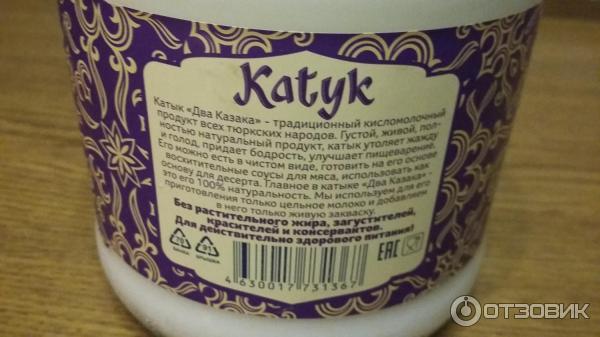 Катык
Катык «Два Казака» - традиционный кисломолочный
продукт всех тюркских народов. Густой, живой, пол-
ностью натуральный продукт, катык утоляет жажду
и голод, придает бодрость, улучшает пищеварение.
Его можно есть в чистом виде, готовить на его основе
восхитительные соусы для мяса, использовать как
основу для десерта. Главное в катыке «Два Казака» -
это его 100% натуральность. Мы используем для его
приготовления только цельное молоко и добавляем
в него только живую закваску.
Без растительного жира, загустителей,
красителей и консервантов.
Для действительно здорового питания!
EAC
4630017731367
ОТЗОВИК